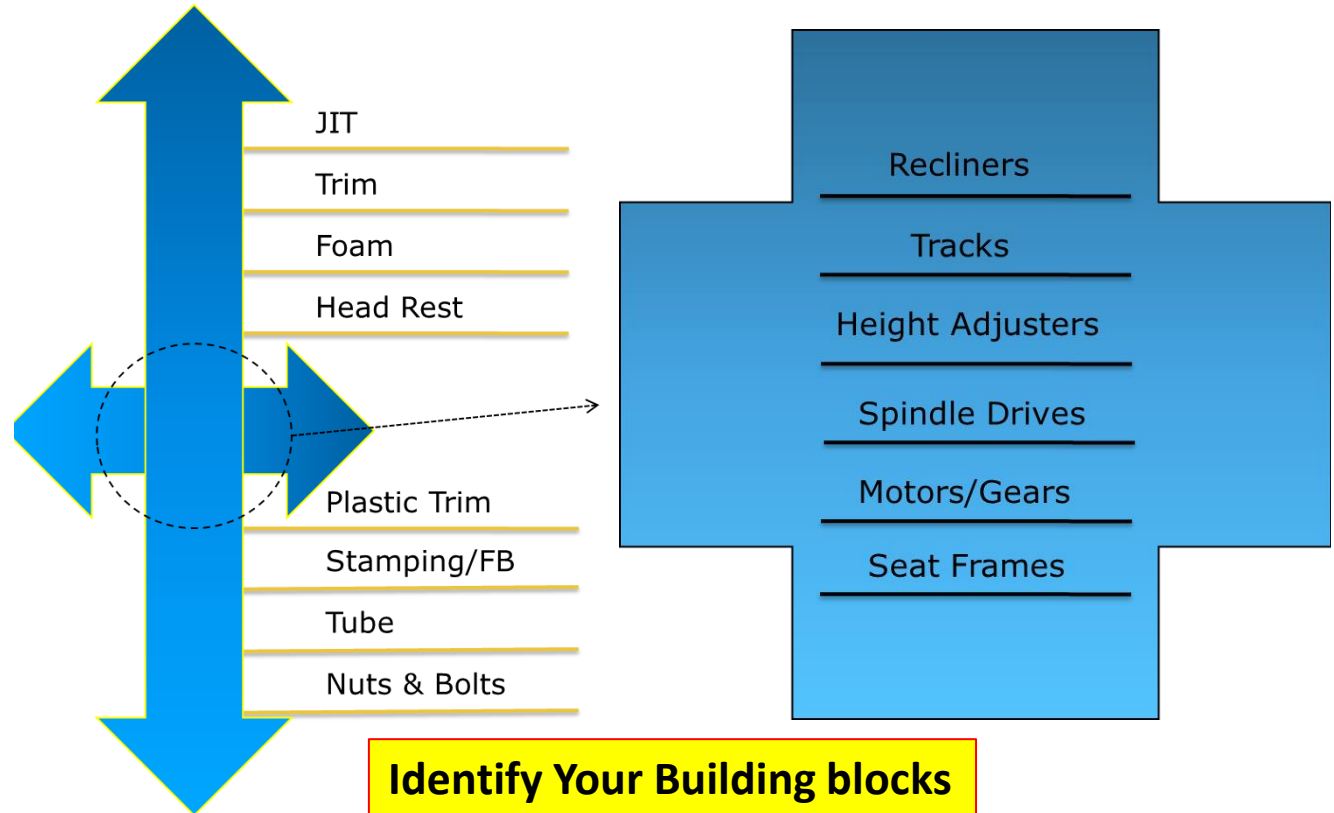 JIT
Trim
Foam
Head Rest
Plastic Trim
Stamping/FB
Tube
Nuts & Bolts
Recliners
Tracks
Height Adjusters
Spindle Drives
Motors/Gears
Seat Frames
Identify Your Building blocks